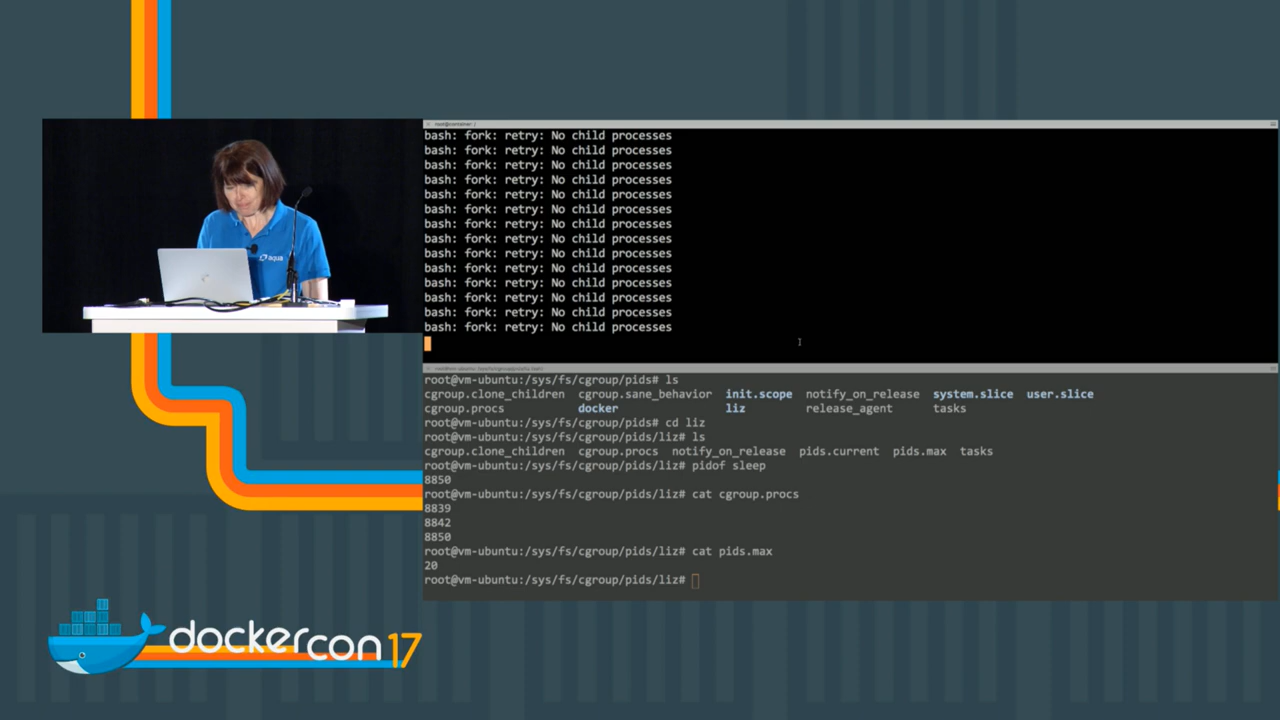 root@container: /
bash: fork: retry: No child processes
bash: fork: retry: No child processes
bash: fork: retry: No child processes
bash: fork: retry: No child processes
bash: fork: retry: No child processes
bash: fork: retry: No child processes
bash: fork: retry: No child processes
bash: fork: retry: No child processes
bash: fork: retry: No child processes
bash: fork: retry: No child processes
bash: fork: retry: No child processes
bash: fork: retry: No child processes
bash: fork: retry: No child processes
bash: fork: retry: No child processes
aqua
root@vm-ubuntu:/sys/fs/cgroup/pids# ls
cgroup.clone_children cgroup.sane_behavior init.scope notify_on_release system.slice user.slice
cgroup.procs docker liz release_agent tasks
root@vm-ubuntu:/sys/fs/cgroup/pids# cd liz
root@vm-ubuntu:/sys/fs/cgroup/pids/liz# ls
cgroup.clone_children cgroup.procs notify_on_release pids.current pids.max tasks
root@vm-ubuntu:/sys/fs/cgroup/pids/liz# pidof sleep
8850
root@vm-ubuntu:/sys/fs/cgroup/pids/liz# cat cgroup.procs
8839
8842
8850
root@vm-ubuntu:/sys/fs/cgroup/pids/liz# cat pids.max
20
root@vm-ubuntu:/sys/fs/cgroup/pids/liz#
dockercon 17